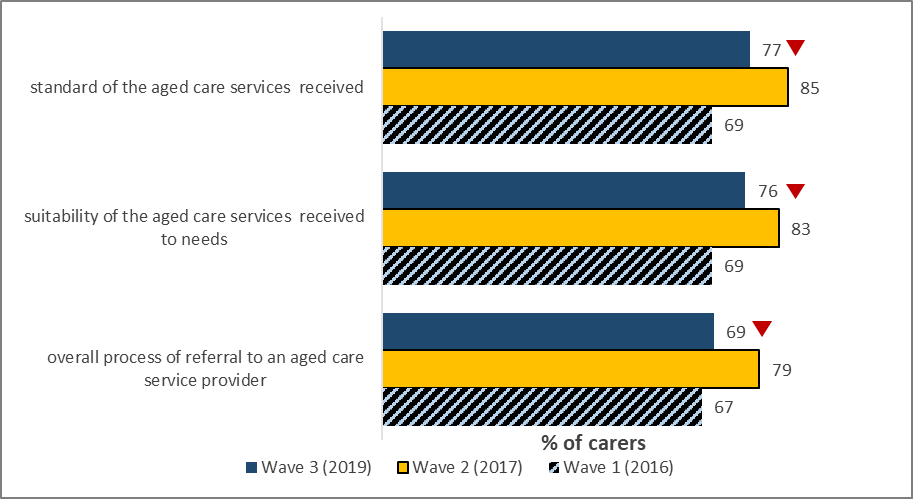 standard of the aged care services received
77
85
69
suitability of the aged care services received
to needs
76
83
69
overall process of referral to an aged care
service provider
69
79
67
% of carers
Wave 3 (2019) Wave 2 (2017) Wave 1 (2016)